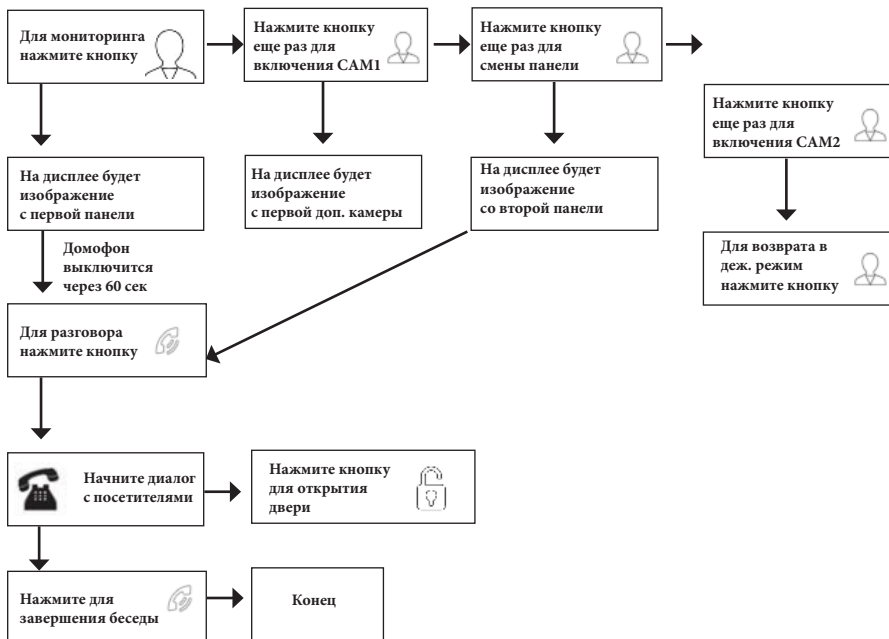 Для мониторинга
нажмите кнопку
Нажмите кнопку
еще раз для
включения CAM1
Нажмите кнопку
еще раз для
смены панели
Нажмите кнопку
еще раз для
включения CAM2
На дисплее будет
изображение
с первой панели
На дисплее будет
изображение
с первой доп. камеры
На дисплее будет
изображение
со второй панели
Для возврата в
деж. режим
нажмите кнопку
Домофон
выключится
через 60 сек
Для разговора
нажмите кнопку
Начните диалог
с посетителями
Нажмите кнопку
для открытия
двери
Нажмите для
завершения беседы
Конец